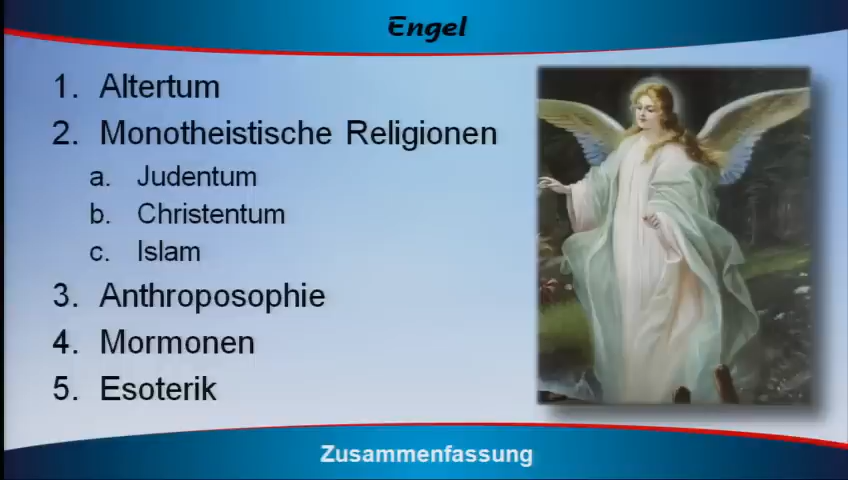 Engel
1. Altertum
2. Monotheistische Religionen
a. Judentum
b. Christentum
c. Islam
3. Anthroposophie
4. Mormonen
5. Esoterik
Zusammenfassung